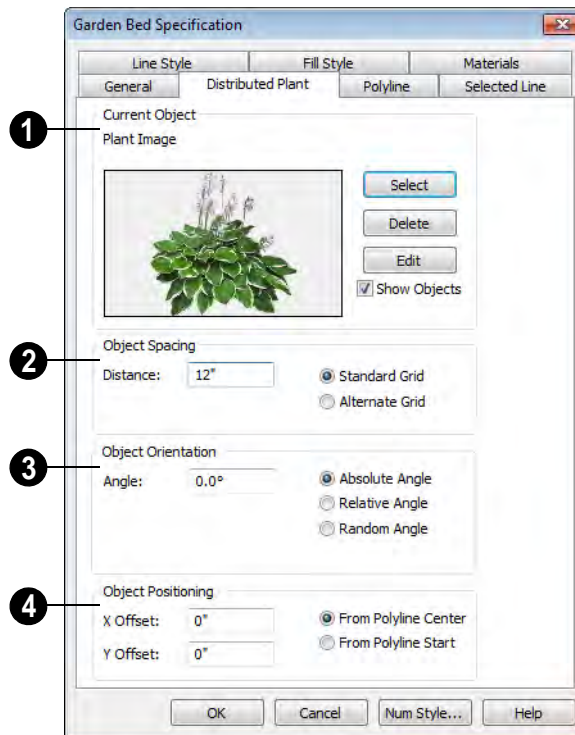 Garden Bed Specification
Line Style Fill Style Materials
General Distributed Plant Polyline Selected Line
1 Current Object
Plant Image
Select
Delete
Edit
Show Objects
2 Object Spacing
Distance: 12" Standard Grid
Alternate Grid
3 Object Orientation
Angle: 0.0° Absolute Angle
Relative Angle
Random Angle
4 Object Positioning
X Offset: 0" From Polyline Center
From Polyline Start
Y Offset: 0"
OK Cancel Num Style... Help